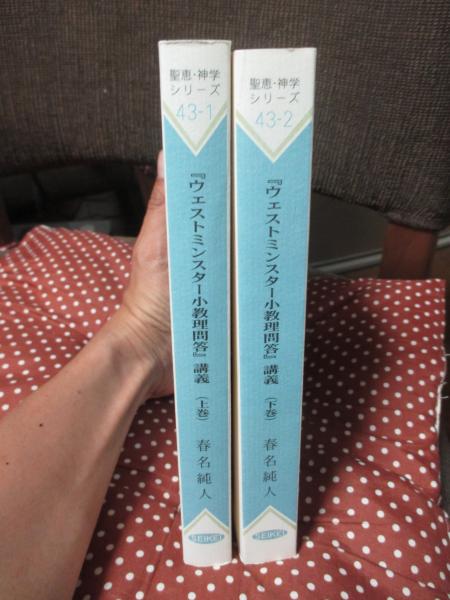 聖恵・神学
シリーズ
43-1
『ウェストミンスター小教理問答』講義(上巻)
春名純人
SEIKEI
聖恵・神学
シリーズ
43-2
『ウェストミンスター小教理問答』講義(下巻)
春名純人
SEIKEI